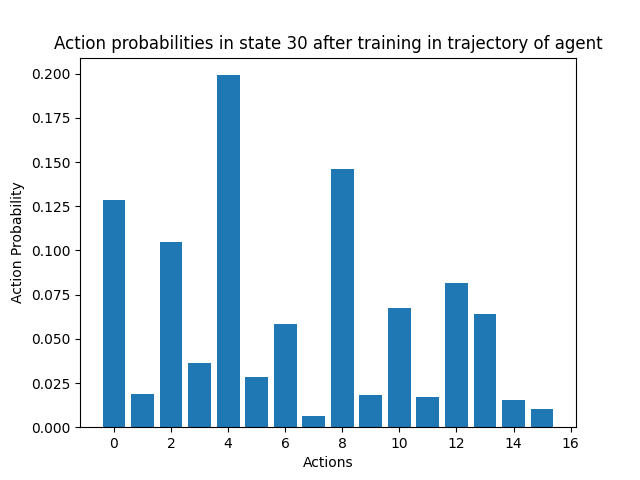 Action probabilities in state 30 after training in trajectory of agent
0.200
0.175
0.150
0.125
0.100
0.075
0.050
0.025
0.000
Action Probability
0 2 4 6 8 10 12 14 16
Actions